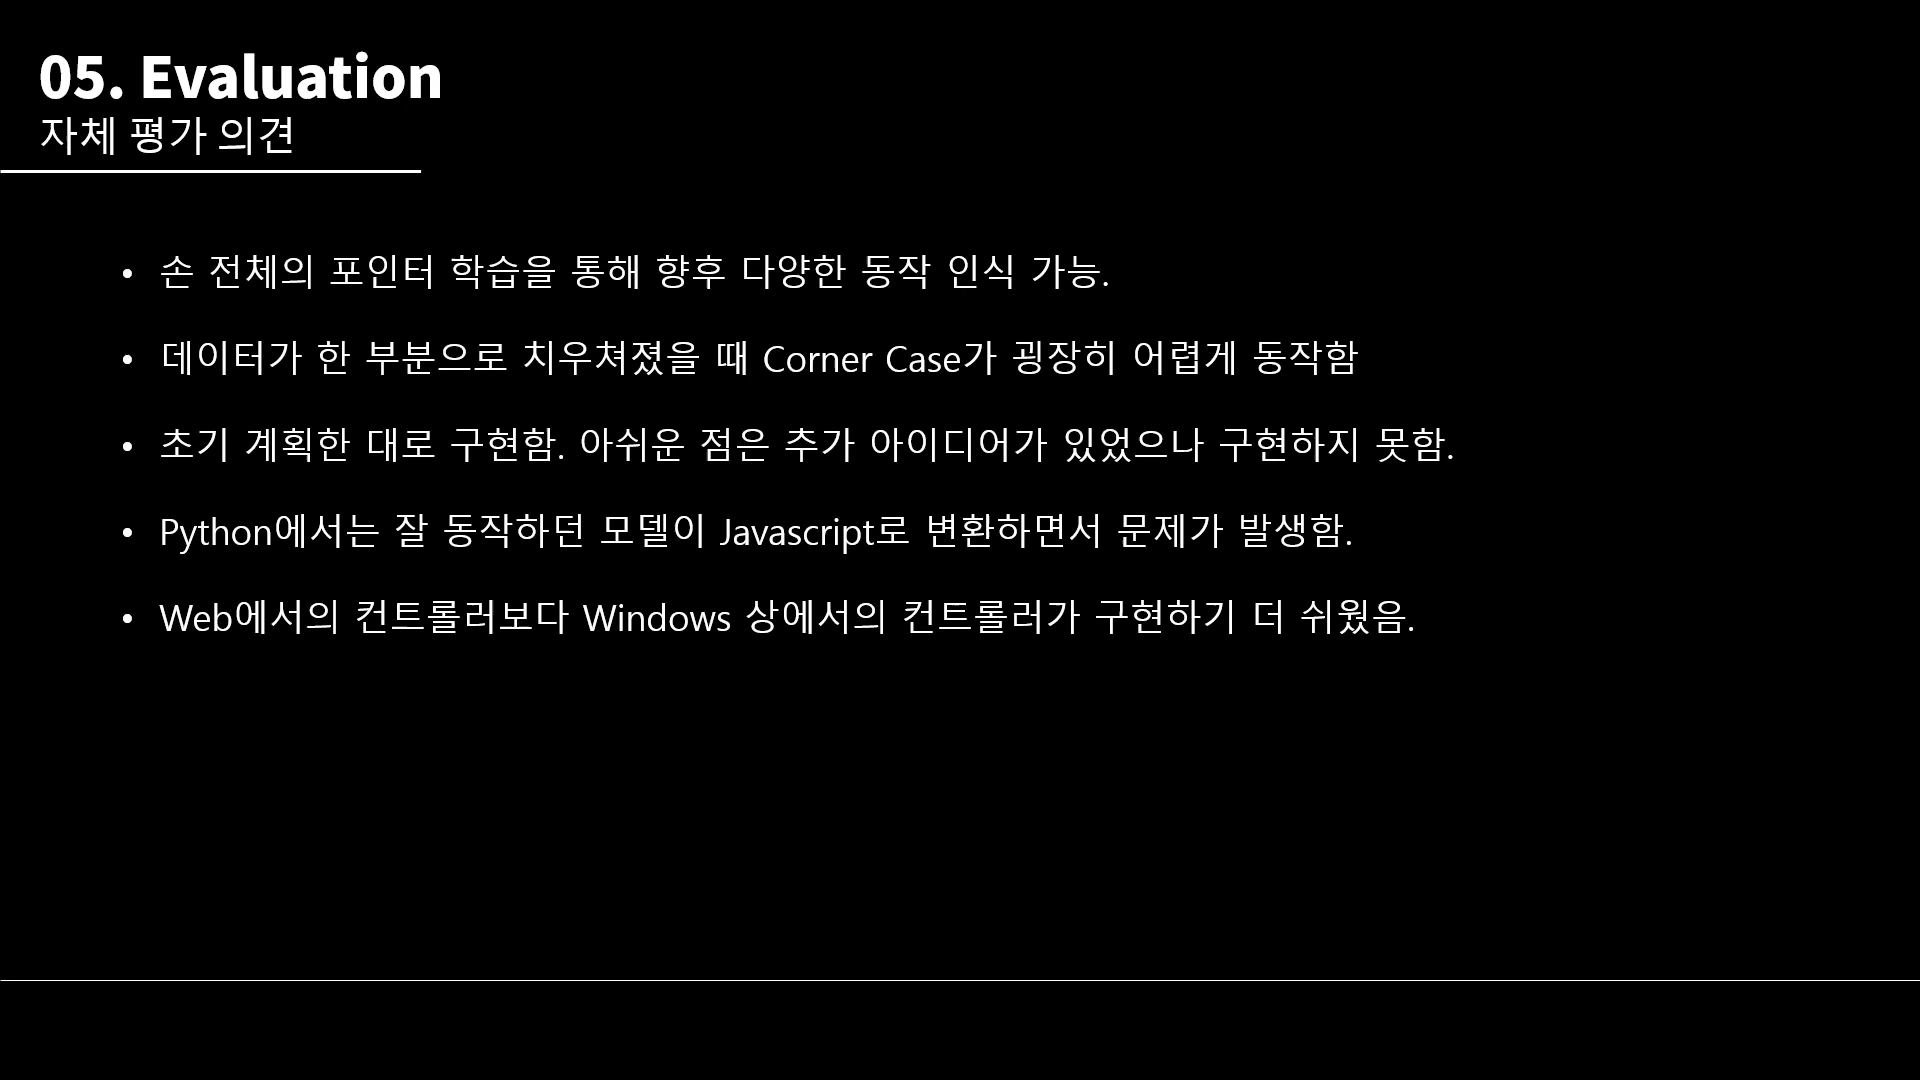 05. Evaluation
자체 평가 의견
• 손 전체의 포인터 학습을 통해 향후 다양한 동작 인식 가능.
• 데이터가 한 부분으로 치우쳐졌을 때 Corner Case가 굉장히 어렵게 동작함
• 초기 계획한 대로 구현함. 아쉬운 점은 추가 아이디어가 있었으나 구현하지 못함.
• Python에서는 잘 동작하던 모델이 Javascript로 변환하면서 문제가 발생함.
• Web에서의 컨트롤러보다 Windows 상에서의 컨트롤러가 구현하기 더 쉬웠음.